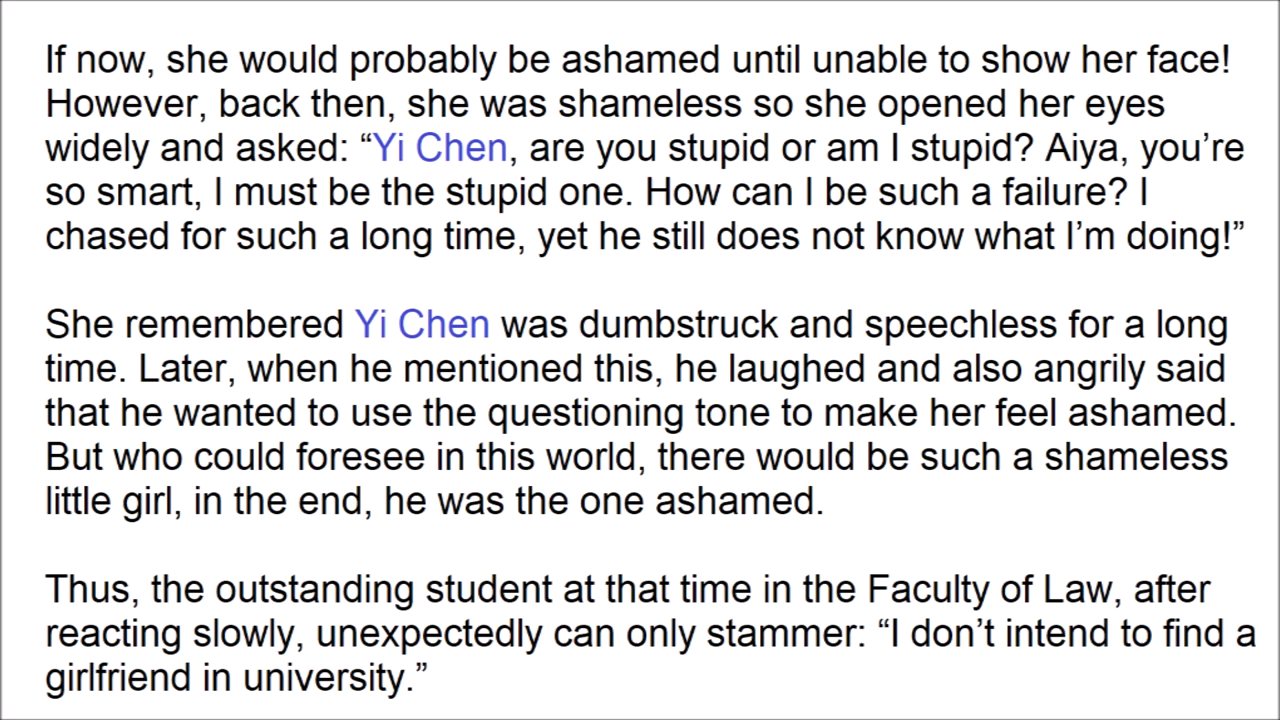 If now, she would probably be ashamed until unable to show her face!
However, back then, she was shameless so she opened her eyes
widely and asked: “Yi Chen, are you stupid or am I stupid? Aiya, you’re
so smart, I must be the stupid one. How can I be such a failure? I
chased for such a long time, yet he still does not know what I’m doing!”
She remembered Yi Chen was dumbstruck and speechless for a long
time. Later, when he mentioned this, he laughed and also angrily said
that he wanted to use the questioning tone to make her feel ashamed.
But who could foresee in this world, there would be such a shameless
little girl, in the end, he was the one ashamed.
Thus, the outstanding student at that time in the Faculty of Law, after
reacting slowly, unexpectedly can only stammer: “I don’t intend to find a
girlfriend in university.”